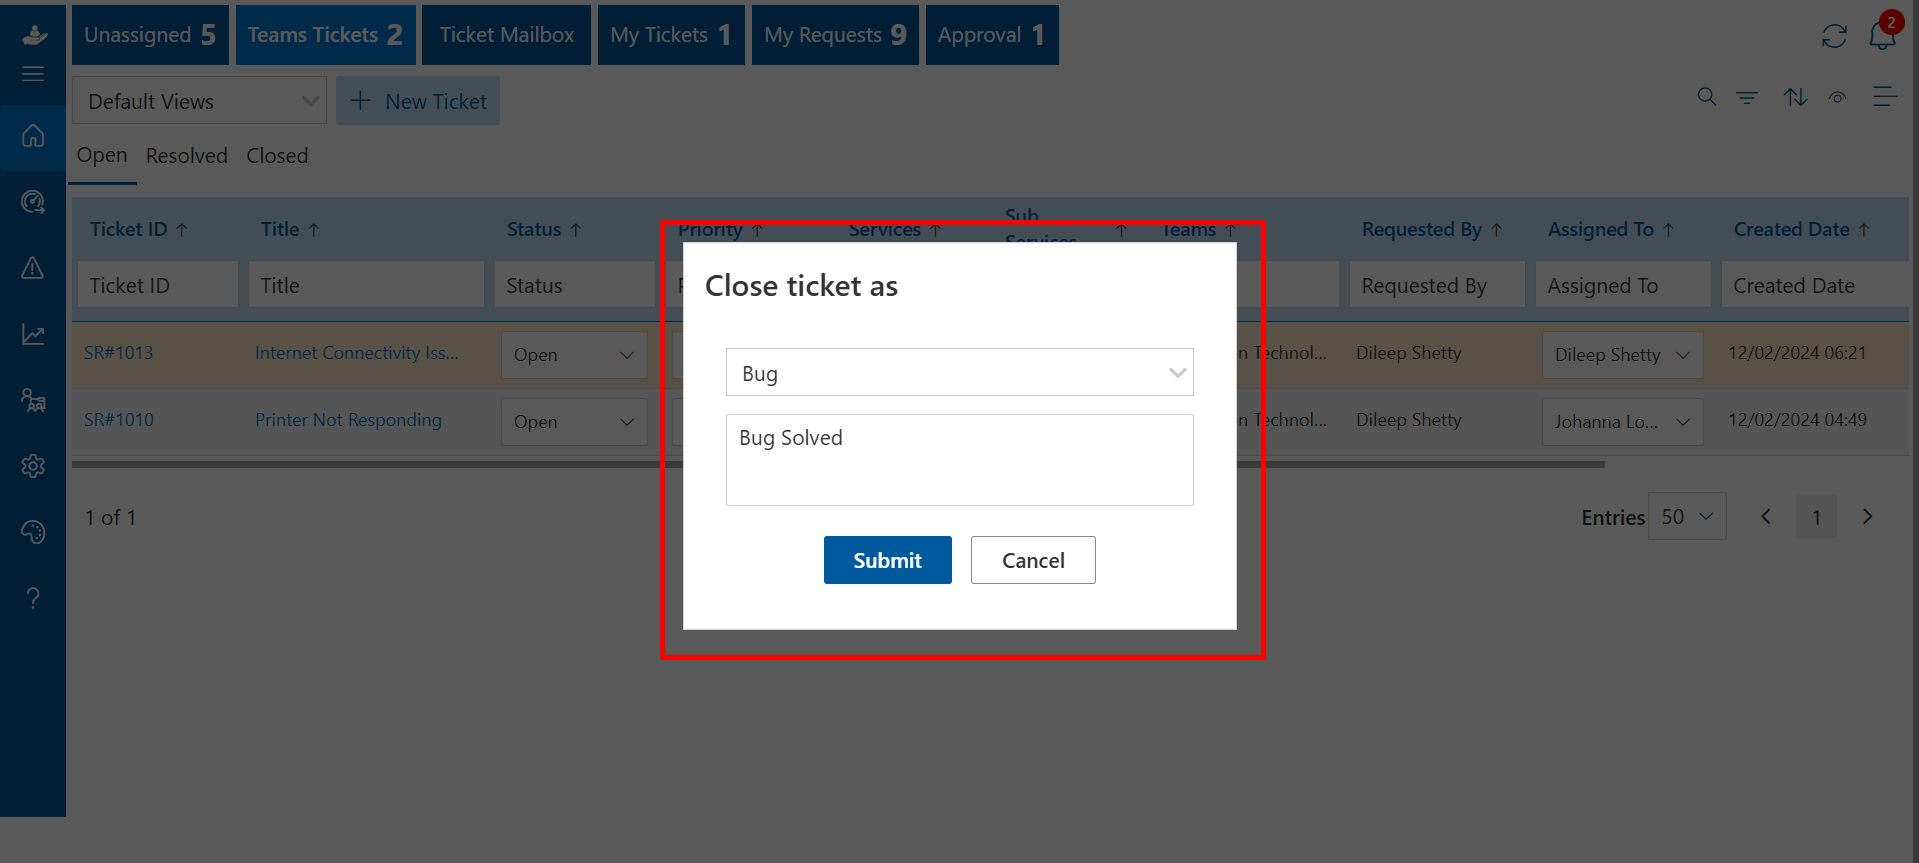 Unassigned 5 Teams Tickets 2 Ticket Mailbox My Tickets 1 My Requests 9 Approval 1
2
Default Views
New Ticket
Open Resolved Closed
Ticket ID Title Status Priority Services Sub Services Teams Requested By Assigned To Created Date
Ticket ID Title Status Requested By Assigned To Created Date
SR#1013 Internet Connectivity Iss... Open Technol... Dileep Shetty Dileep Shetty 12/02/2024 06:21
SR#1010 Printer Not Responding Open Technol... Dileep Shetty Johanna Lo... 12/02/2024 04:49
1 of 1
Entries 50 1
Close ticket as
Bug
Bug Solved
Submit Cancel